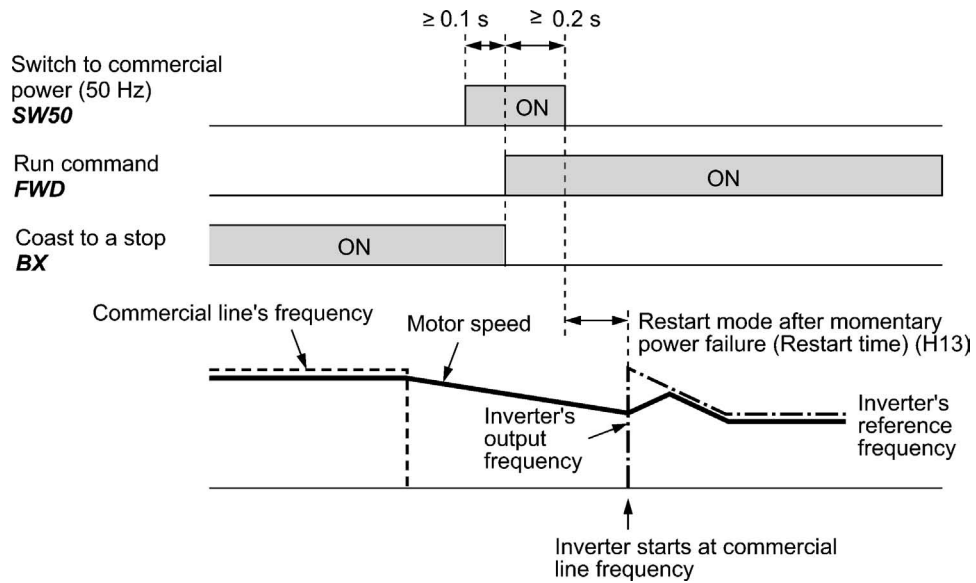 ≥ 0.1 s
≥ 0.2 s
Switch to commercial
power (50 Hz)
SW50
ON
Run command
FWD
ON
Coast to a stop
BX
ON
Commercial line's frequency
Motor speed
Restart mode after momentary
power failure (Restart time) (H13)
Inverter's
output
frequency
Inverter's
reference
frequency
Inverter starts at commercial
line frequency